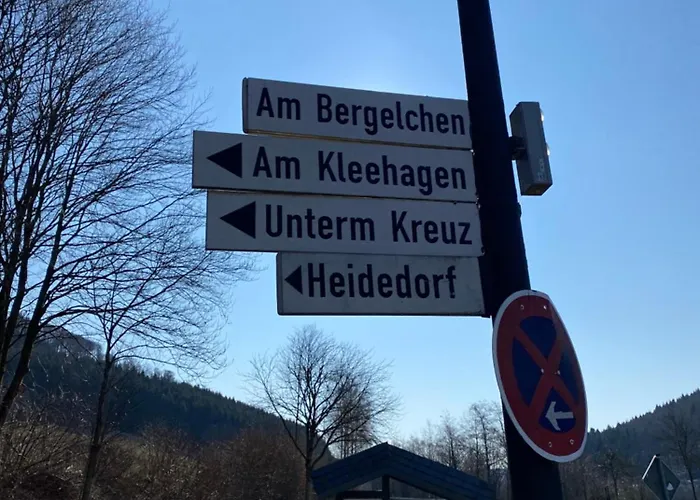 Am Bergelchen
Am Kleehagen
Unterm Kreuz
Heidedorf